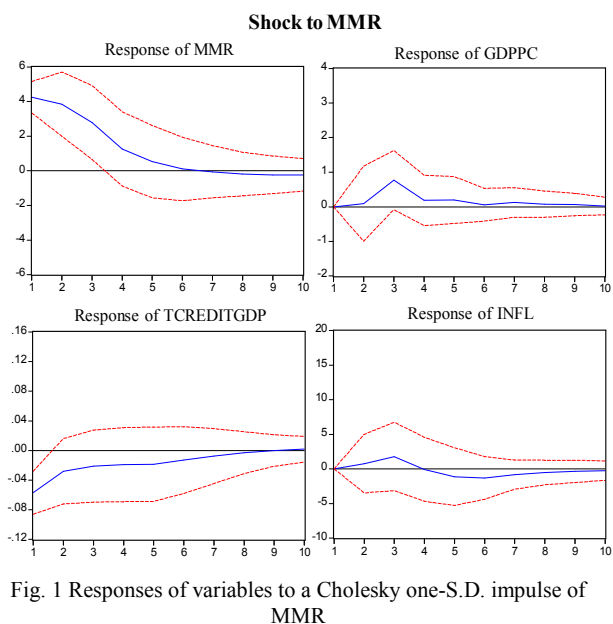 Shock to MMR
Response of MMR
6
4
2
0
-2
-4
-6
1 2 3 4 5 6 7 8 9 10
Response of GDPPC
4
3
2
1
0
-1
-2
1 2 3 4 5 6 7 8 9 10
Response of TCREDITGDP
.16
.12
.08
.04
.00
-.04
-.08
-.12
1 2 3 4 5 6 7 8 9 10
Response of INFL
20
15
10
5
0
-5
-10
1 2 3 4 5 6 7 8 9 10
Fig. 1 Responses of variables to a Cholesky one-S.D. impulse of
MMR